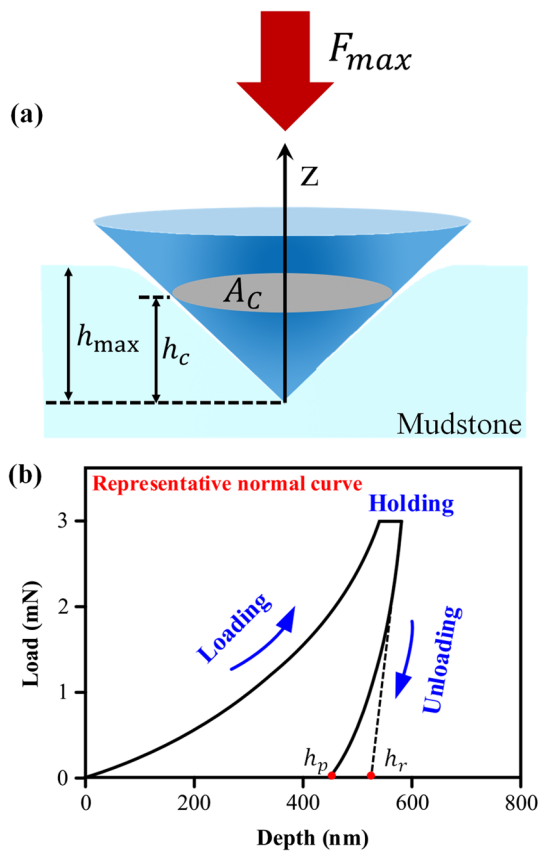 F_max
(a)
Z
A_C
h_max
h_c
Mudstone
(b)
Representative normal curve
Holding
Loading
Unloading
h_p
h_r
3
2
1
0
0 200 400 600 800
Load (mN)
Depth (nm)